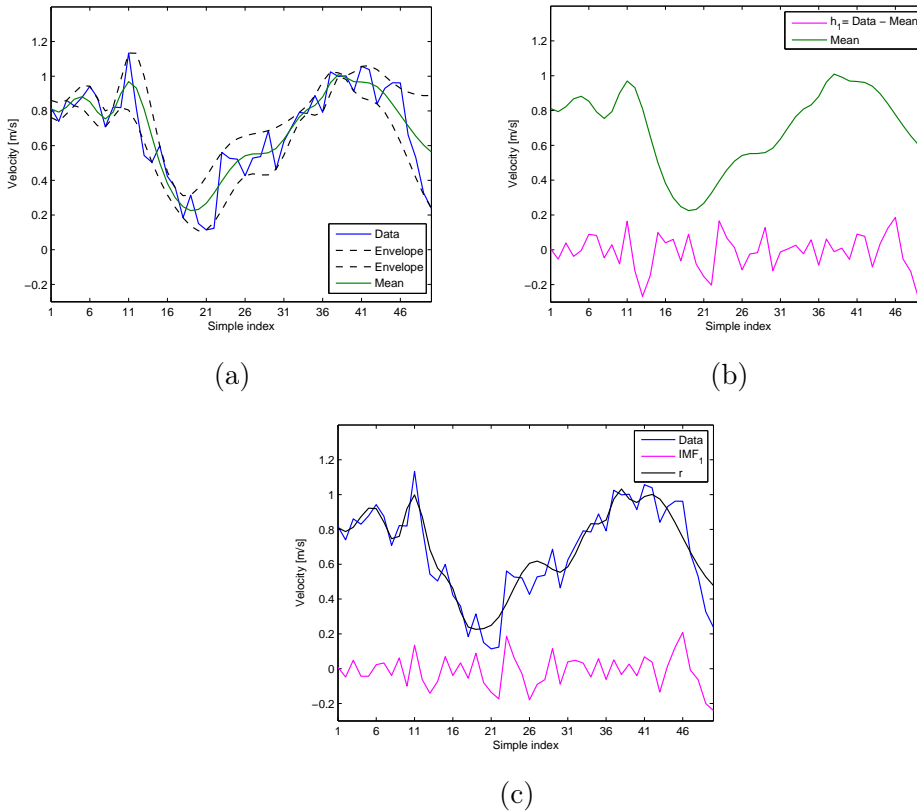 1.2
1
0.8
0.6
0.4
0.2
0
−0.2
Velocity [m/s]
1 6 11 16 21 26 31 36 41 46
Simple index
Data
Envelope
Envelope
Mean
(a)
1.2
1
0.8
0.6
0.4
0.2
0
−0.2
Velocity [m/s]
1 6 11 16 21 26 31 36 41 46
Simple index
h₁= Data − Mean
Mean
(b)
1.2
1
0.8
0.6
0.4
0.2
0
−0.2
Velocity [m/s]
1 6 11 16 21 26 31 36 41 46
Simple index
Data
IMF₁
r
(c)